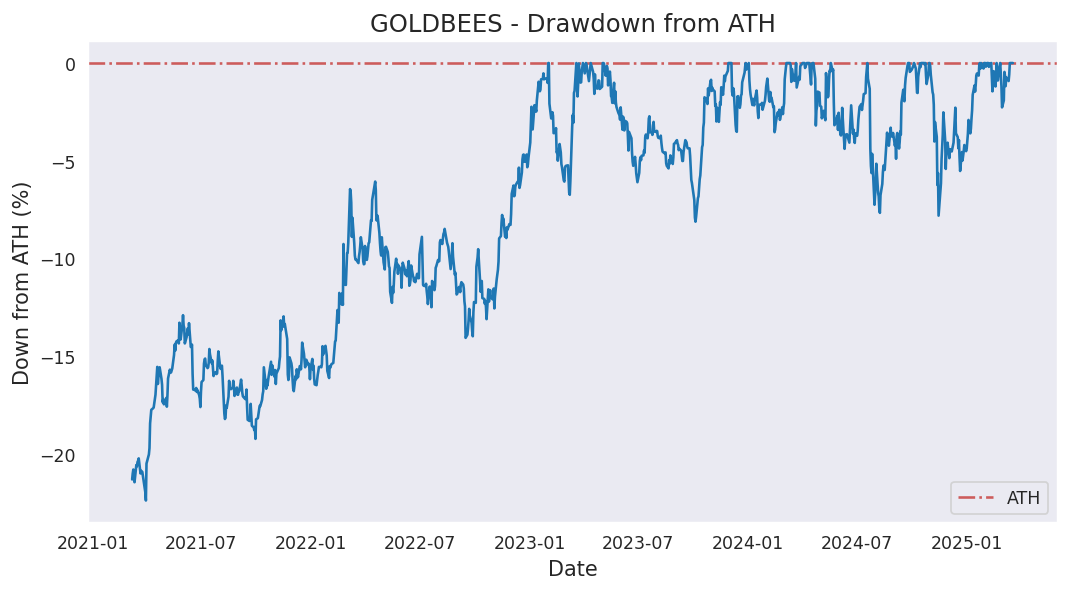 GOLDBEES - Drawdown from ATH
Down from ATH (%)
0
−5
−10
−15
−20
ATH
2021-01 2021-07 2022-01 2022-07 2023-01 2023-07 2024-01 2024-07 2025-01
Date